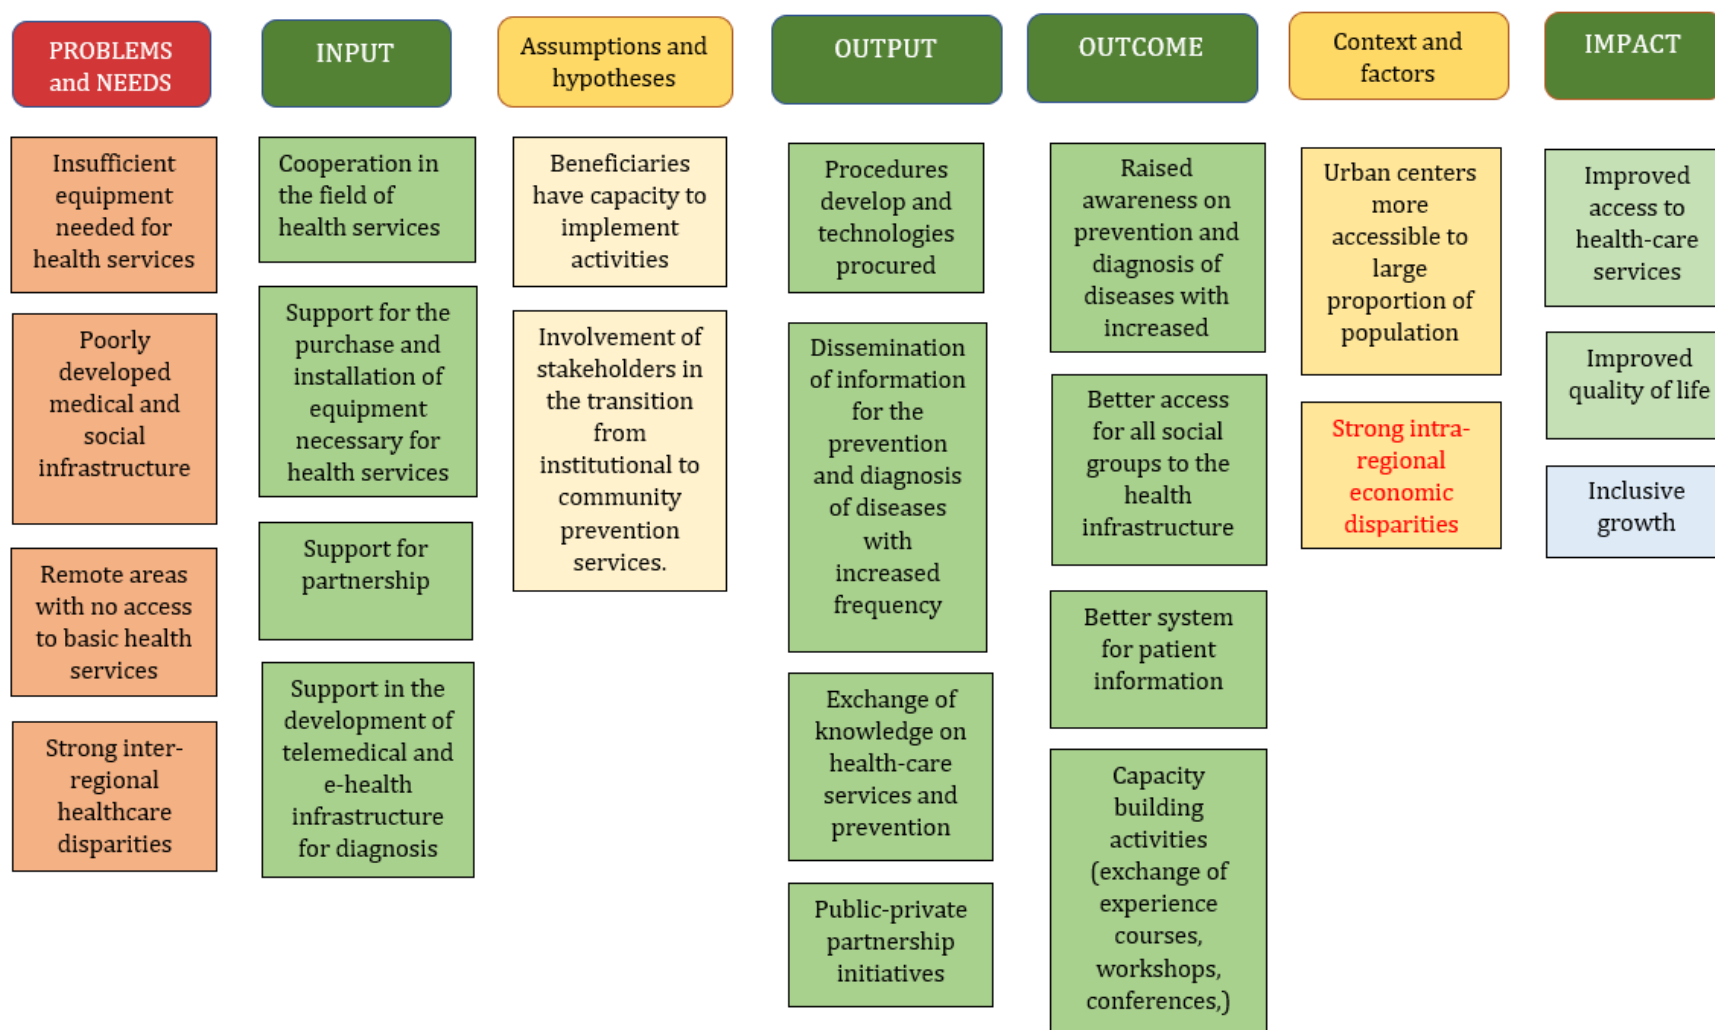 PROBLEMS
and NEEDS
Insufficient
equipment
needed for
health services
Poorly
developed
medical and
social
infrastructure
Remote areas
with no access
to basic health
services
Strong inter-
regional
healthcare
disparities
INPUT
Cooperation in
the field of
health services
Support for the
purchase and
installation of
equipment
necessary for
health services
Support for
partnership
Support in the
development of
telemedical and
e-health
infrastructure
for diagnosis
Assumptions and
hypotheses
Beneficiaries
have capacity to
implement
activities
Involvement of
stakeholders in
the transition
from
institutional to
community
prevention
services.
OUTPUT
Procedures
develop and
technologies
procured
Dissemination
of information
for the
prevention
and diagnosis
of diseases
with
increased
frequency
Exchange of
knowledge on
health-care
services and
prevention
Public-private
partnership
initiatives
OUTCOME
Raised
awareness on
prevention and
diagnosis of
diseases with
increased
Better access
for all social
groups to the
health
infrastructure
Better system
for patient
information
Capacity
building
activities
(exchange of
experience
courses,
workshops,
conferences,)
Context and
factors
Urban centers
more
accessible to
large
proportion of
population
Strong intra-
regional
economic
disparities
IMPACT
Improved
access to
health-care
services
Improved
quality of life
Inclusive
growth